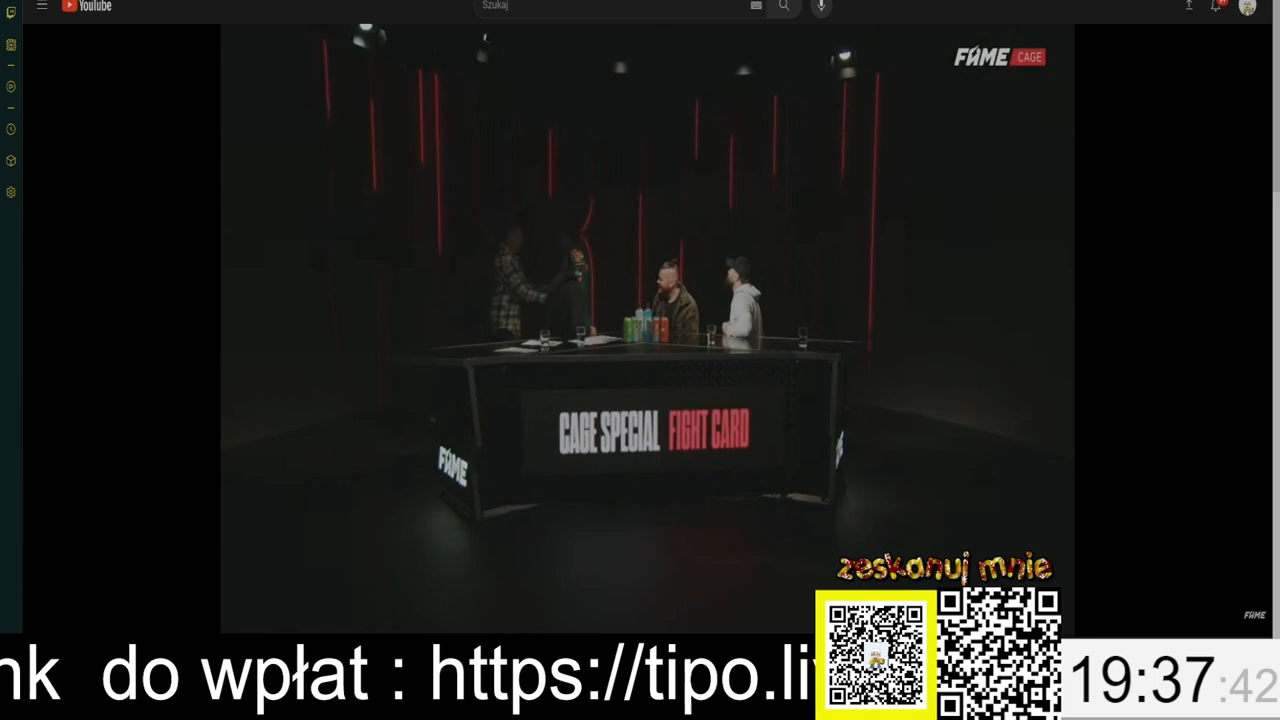 YouTube
Szukaj
FAME CAGE
CAGE SPECIAL FIGHT CARD
FAME
zeskanuj mnie
FAME
nk do wpłat : https://tipo.li
19:37:42